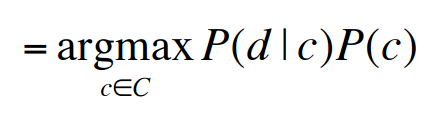 = argmax P(d | c)P(c)
c∈C